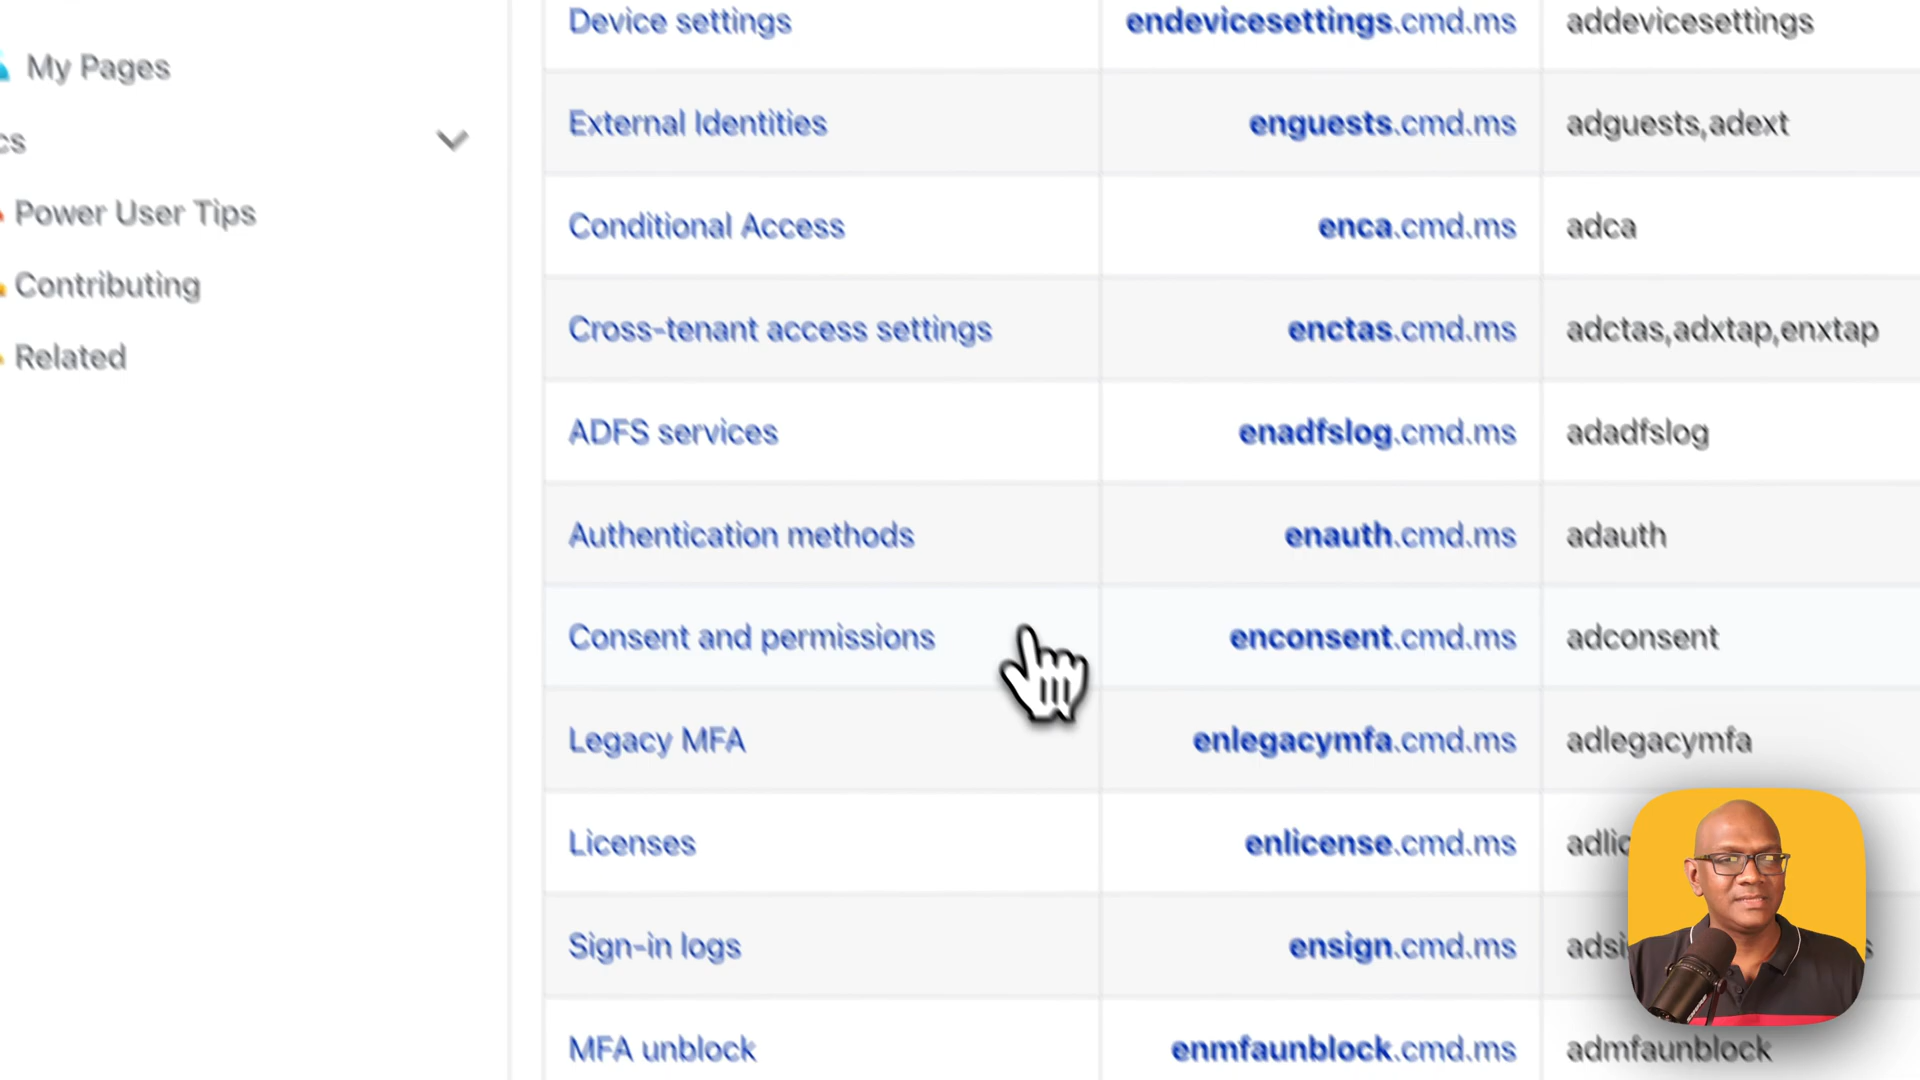 My Pages
cs
Power User Tips
Contributing
Related
Device settings endevicesettings.cmd.ms addevicesettings
External Identities enguests.cmd.ms adguests,adext
Conditional Access enca.cmd.ms adca
Cross-tenant access settings enctas.cmd.ms adctas,adxtap,enxtap
ADFS services enadfslog.cmd.ms adadfslog
Authentication methods enauth.cmd.ms adauth
Consent and permissions enconsent.cmd.ms adconsent
Legacy MFA enlegacymfa.cmd.ms adlegacymfa
Licenses enlicense.cmd.ms
Sign-in logs ensign.cmd.ms
MFA unblock enmfaunblock.cmd.ms admfaunblock